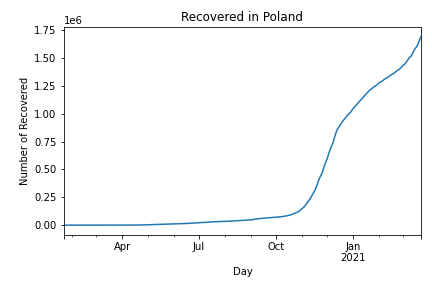 Recovered in Poland
1e6
1.75
1.50
1.25
1.00
0.75
0.50
0.25
0.00
Number of Recovered
Apr
Jul
Oct
Jan
2021
Day